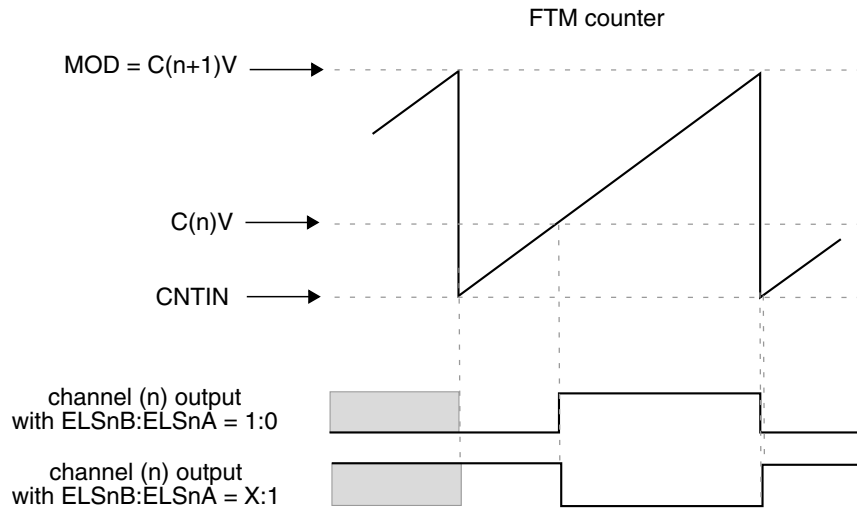 FTM counter
MOD = C(n+1)V
C(n)V
CNTIN
channel (n) output
with ELSnB:ELSnA = 1:0
channel (n) output
with ELSnB:ELSnA = X:1